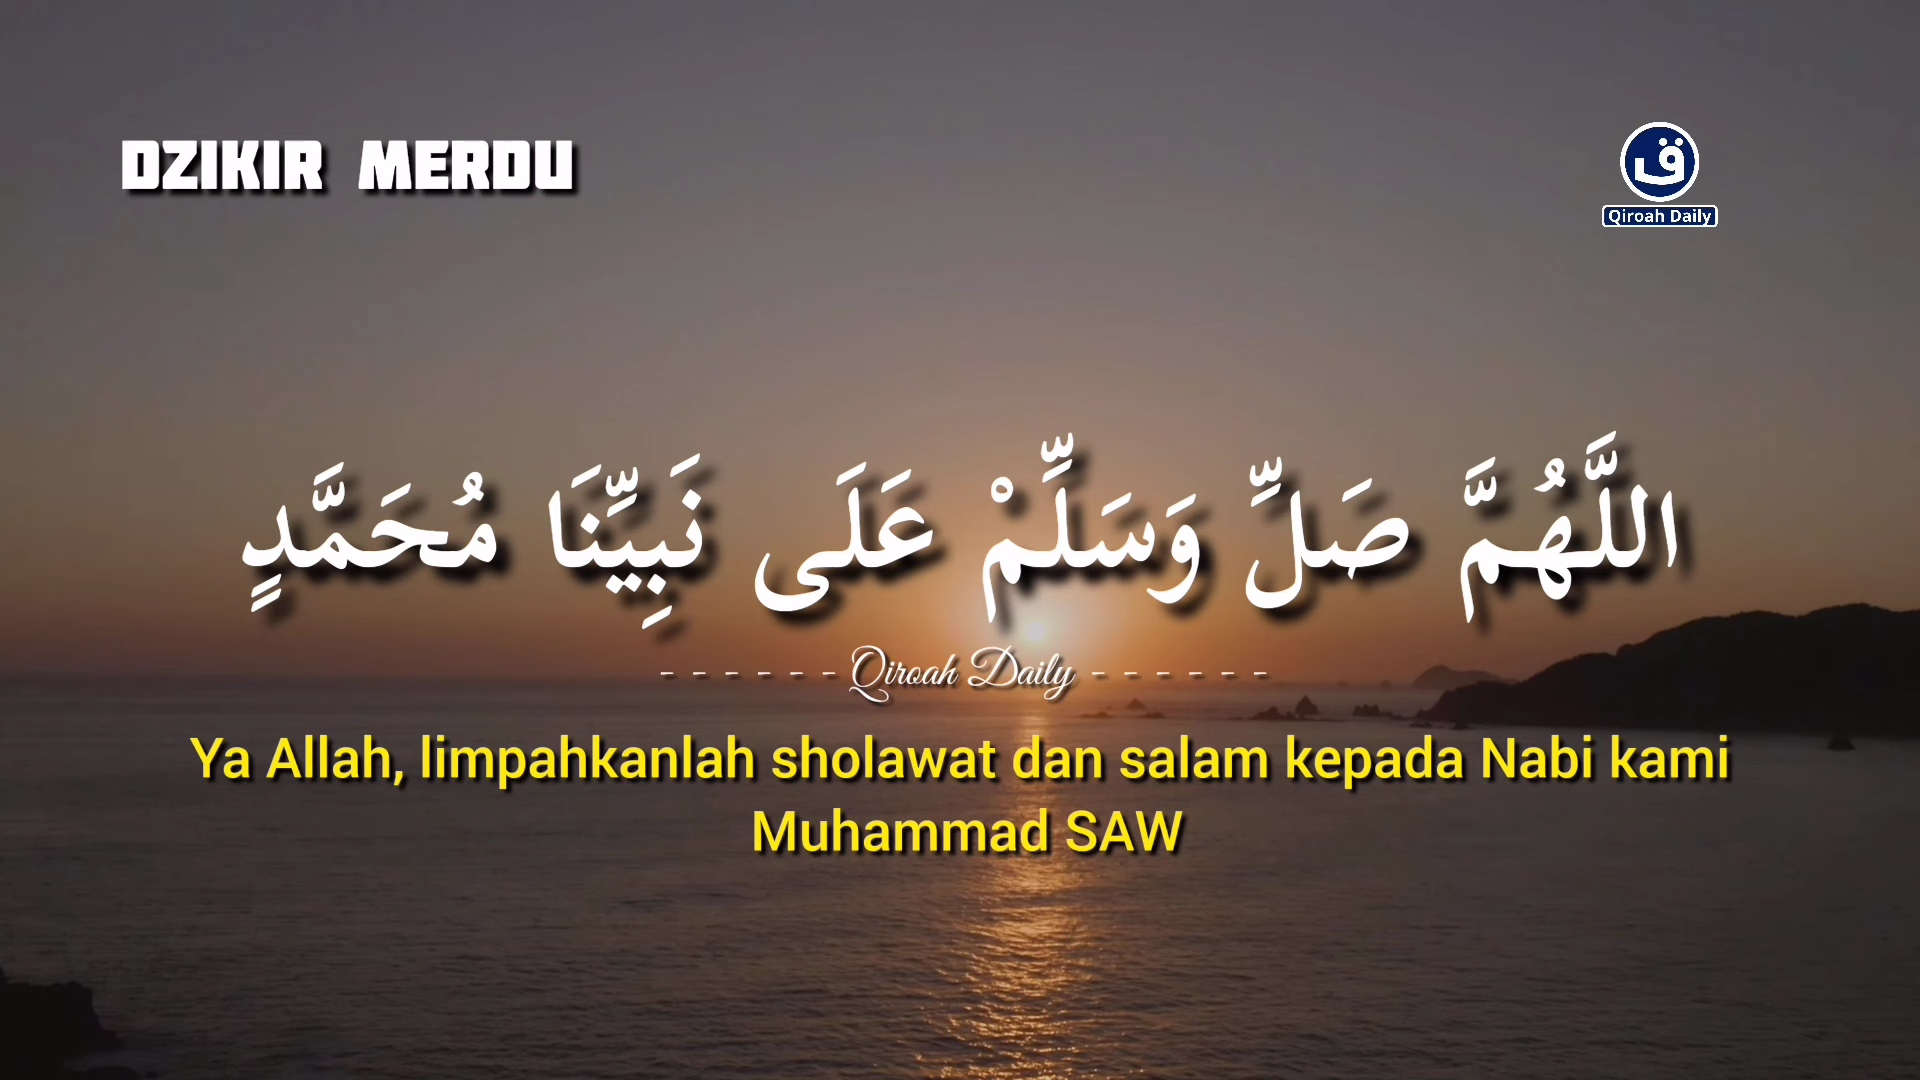 DZIKIR MERDU
ق
Qiroah Daily
اللَّهُمَّ صَلِّ وَسَلِّمْ عَلَى نَبِيِّنَا مُحَمَّدٍ
- - - - - - Qiroah Daily - - - - - -
Ya Allah, limpahkanlah sholawat dan salam kepada Nabi kami
Muhammad SAW